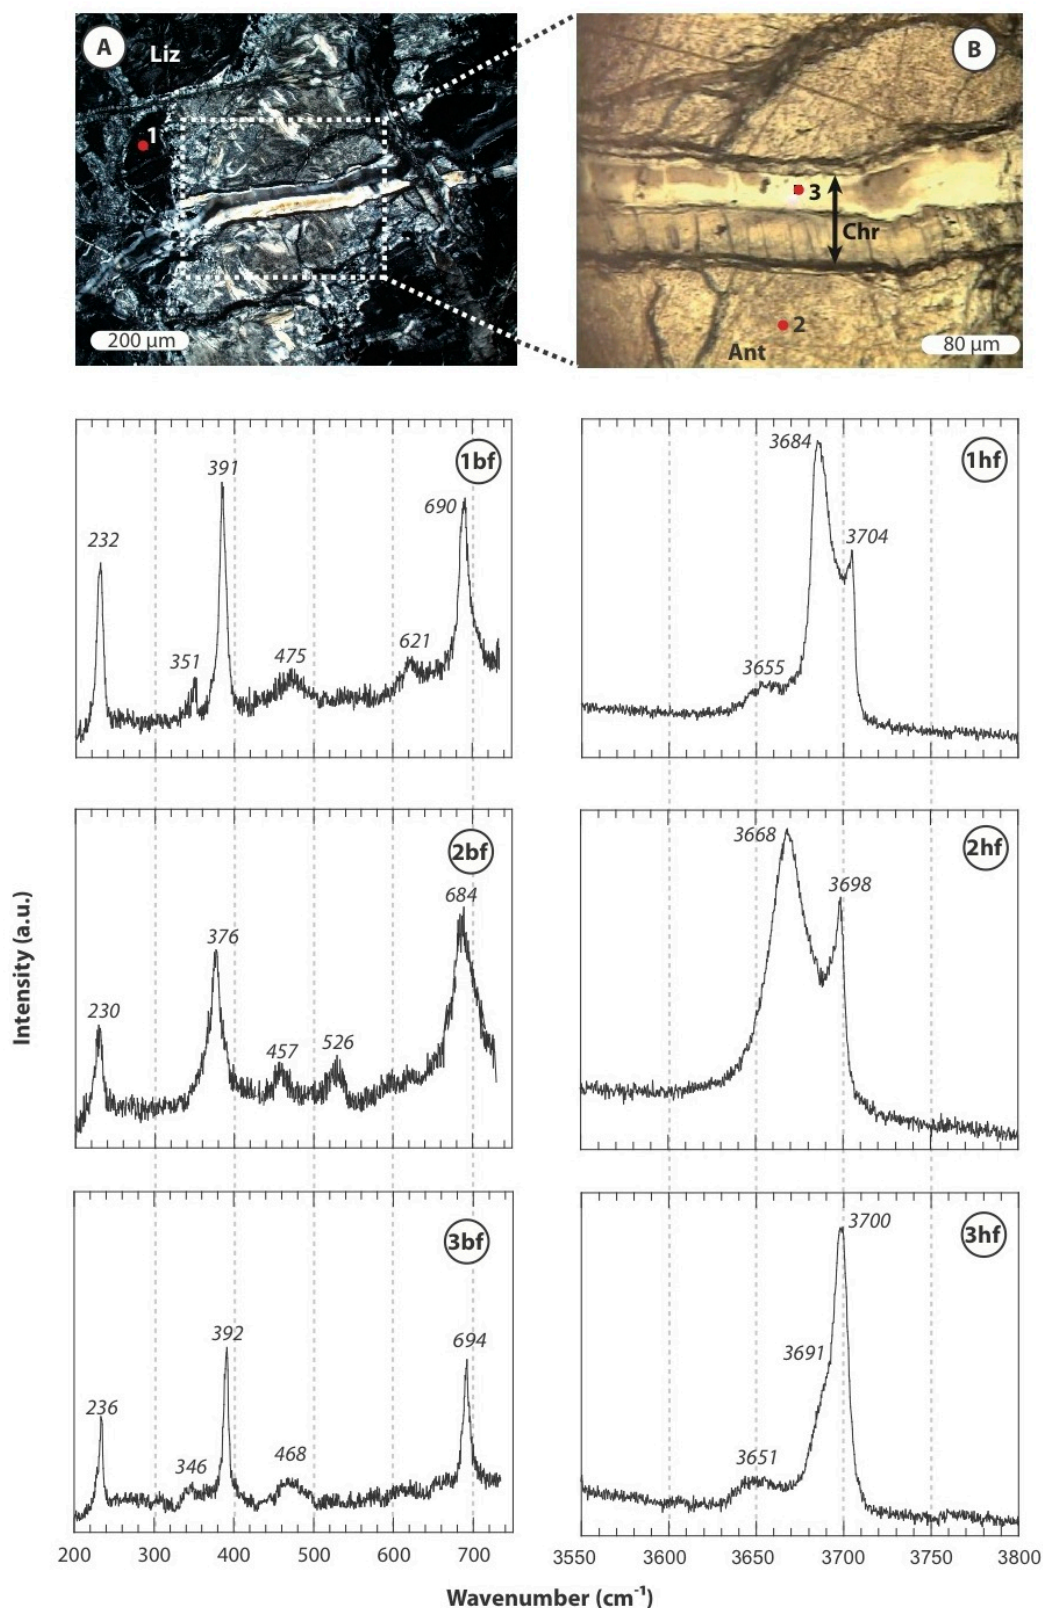 A
Liz
1
200 µm
B
3
Chr
2
Ant
80 µm
1bf
232
351
391
475
621
690
1hf
3684
3704
3655
2bf
230
376
457
526
684
2hf
3668
3698
3bf
236
346
392
468
694
3hf
3700
3691
3651
Intensity (a.u.)
200 300 400 500 600 700
3550 3600 3650 3700 3750 3800
Wavenumber (cm⁻¹)